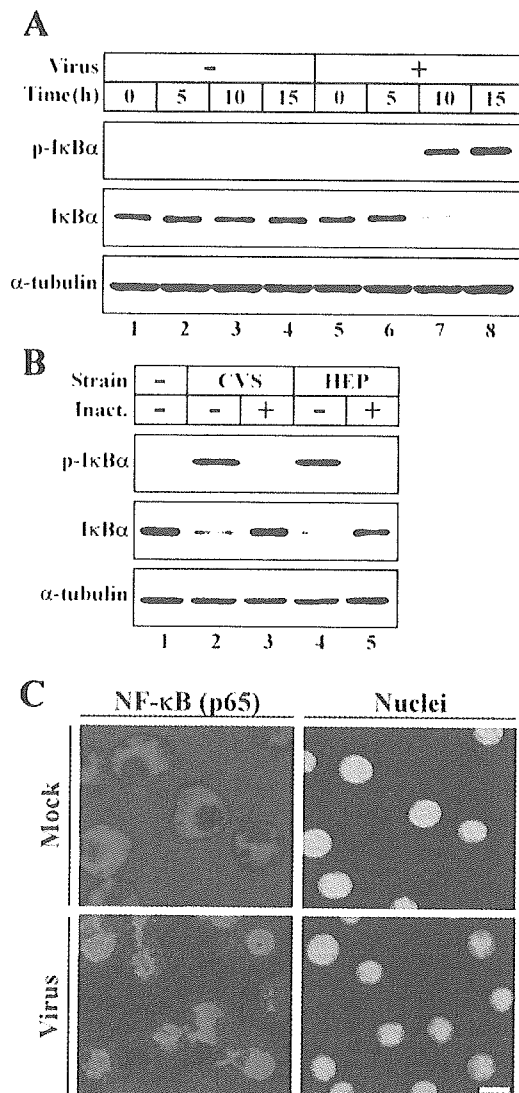 A
Virus - +
Time(h) 0 5 10 15 0 5 10 15
p-IκBα
IκBα
α-tubulin
1 2 3 4 5 6 7 8
B
Strain - CVS HEP
Inact. - - + - +
p-IκBα
IκBα
α-tubulin
1 2 3 4 5
C
NF-κB (p65) Nuclei
Mock
Virus